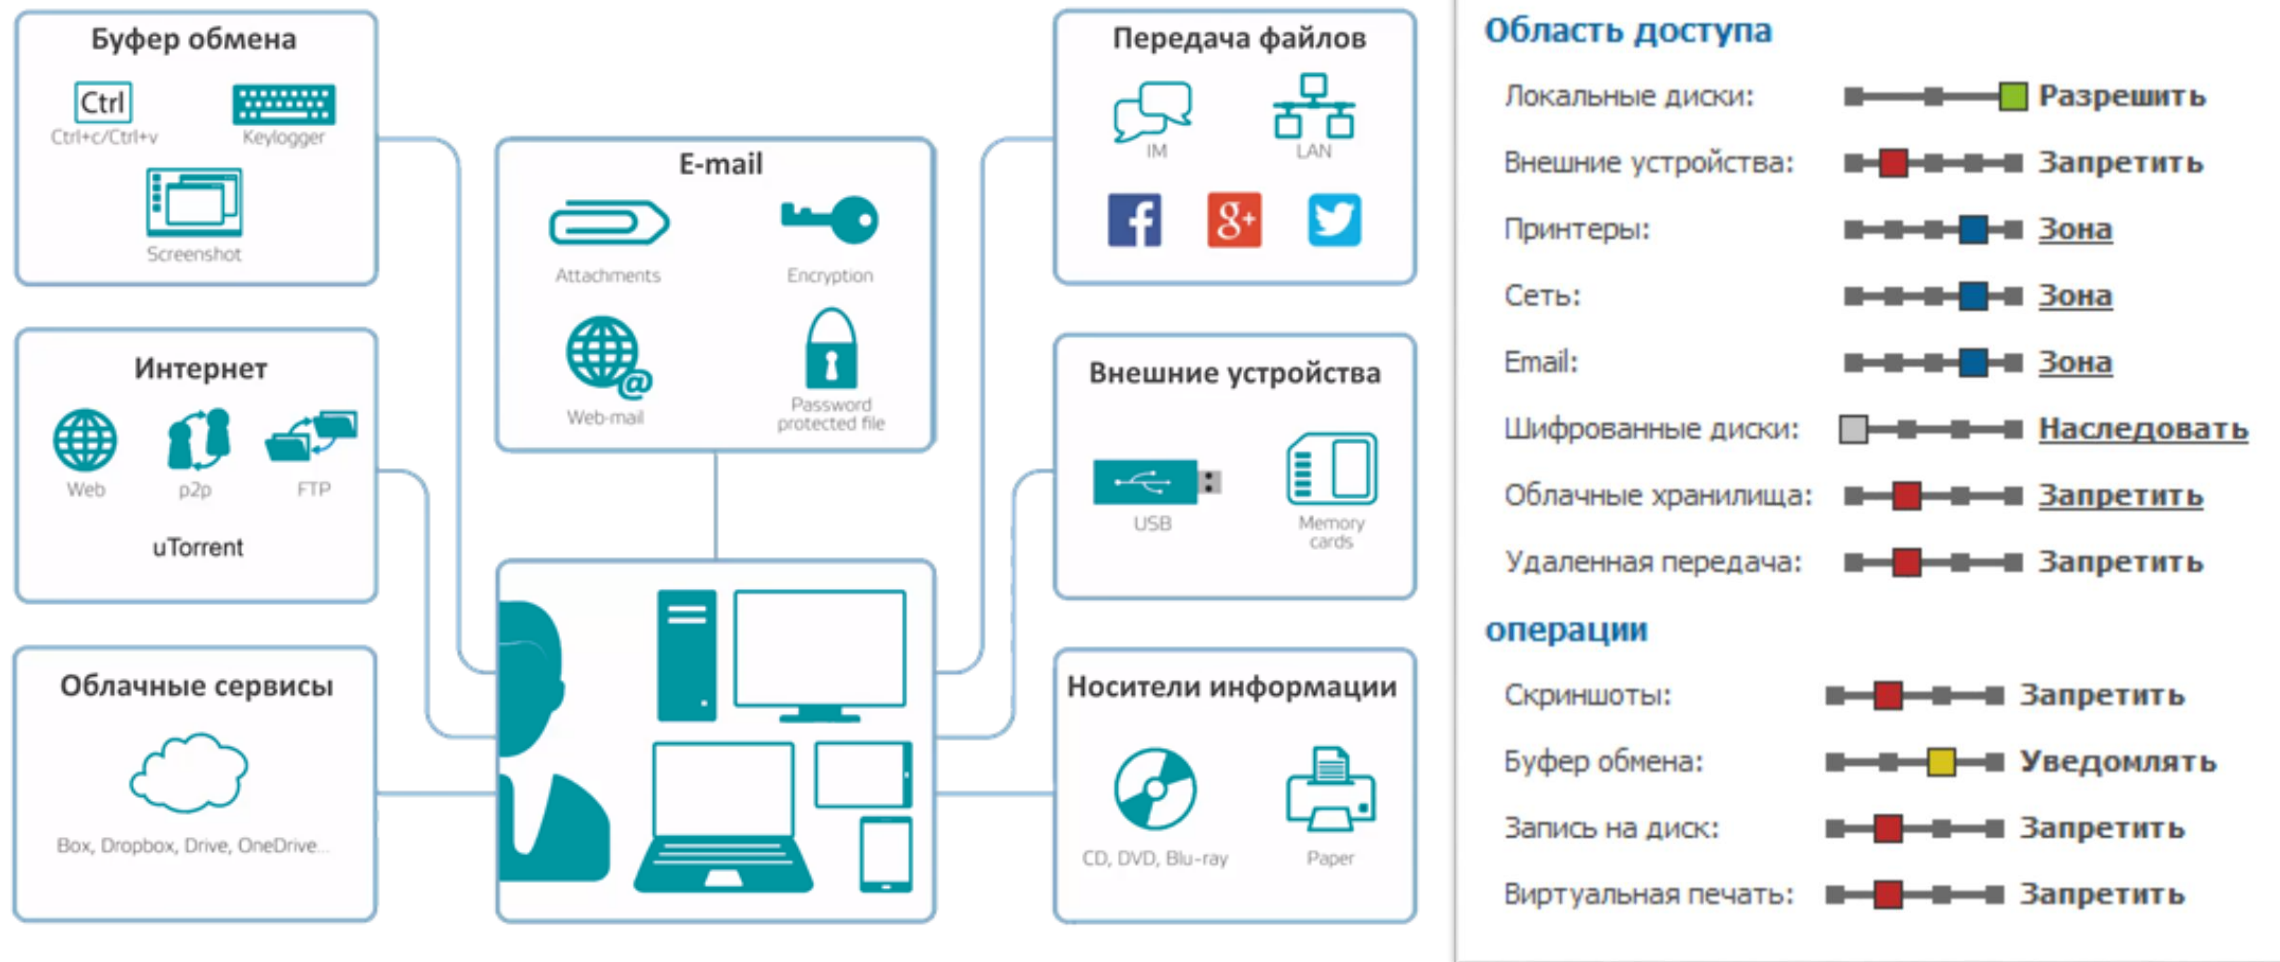 Буфер обмена
Ctrl
Ctrl+c/Ctrl+v
Keylogger
Screenshot
Интернет
Web
p2p
FTP
uTorrent
Облачные сервисы
Box, Dropbox, Drive, OneDrive...
E-mail
Attachments
Encryption
@
Web-mail
Password
protected file
Передача файлов
IM
LAN
f
g+
Внешние устройства
USB
Memory
cards
Носители информации
CD, DVD, Blu-ray
Paper
Область доступа
Локальные диски: Разрешить
Внешние устройства: Запретить
Принтеры: Зона
Сеть: Зона
Email: Зона
Шифрованные диски: Наследовать
Облачные хранилища: Запретить
Удаленная передача: Запретить
операции
Скриншоты: Запретить
Буфер обмена: Уведомлять
Запись на диск: Запретить
Виртуальная печать: Запретить